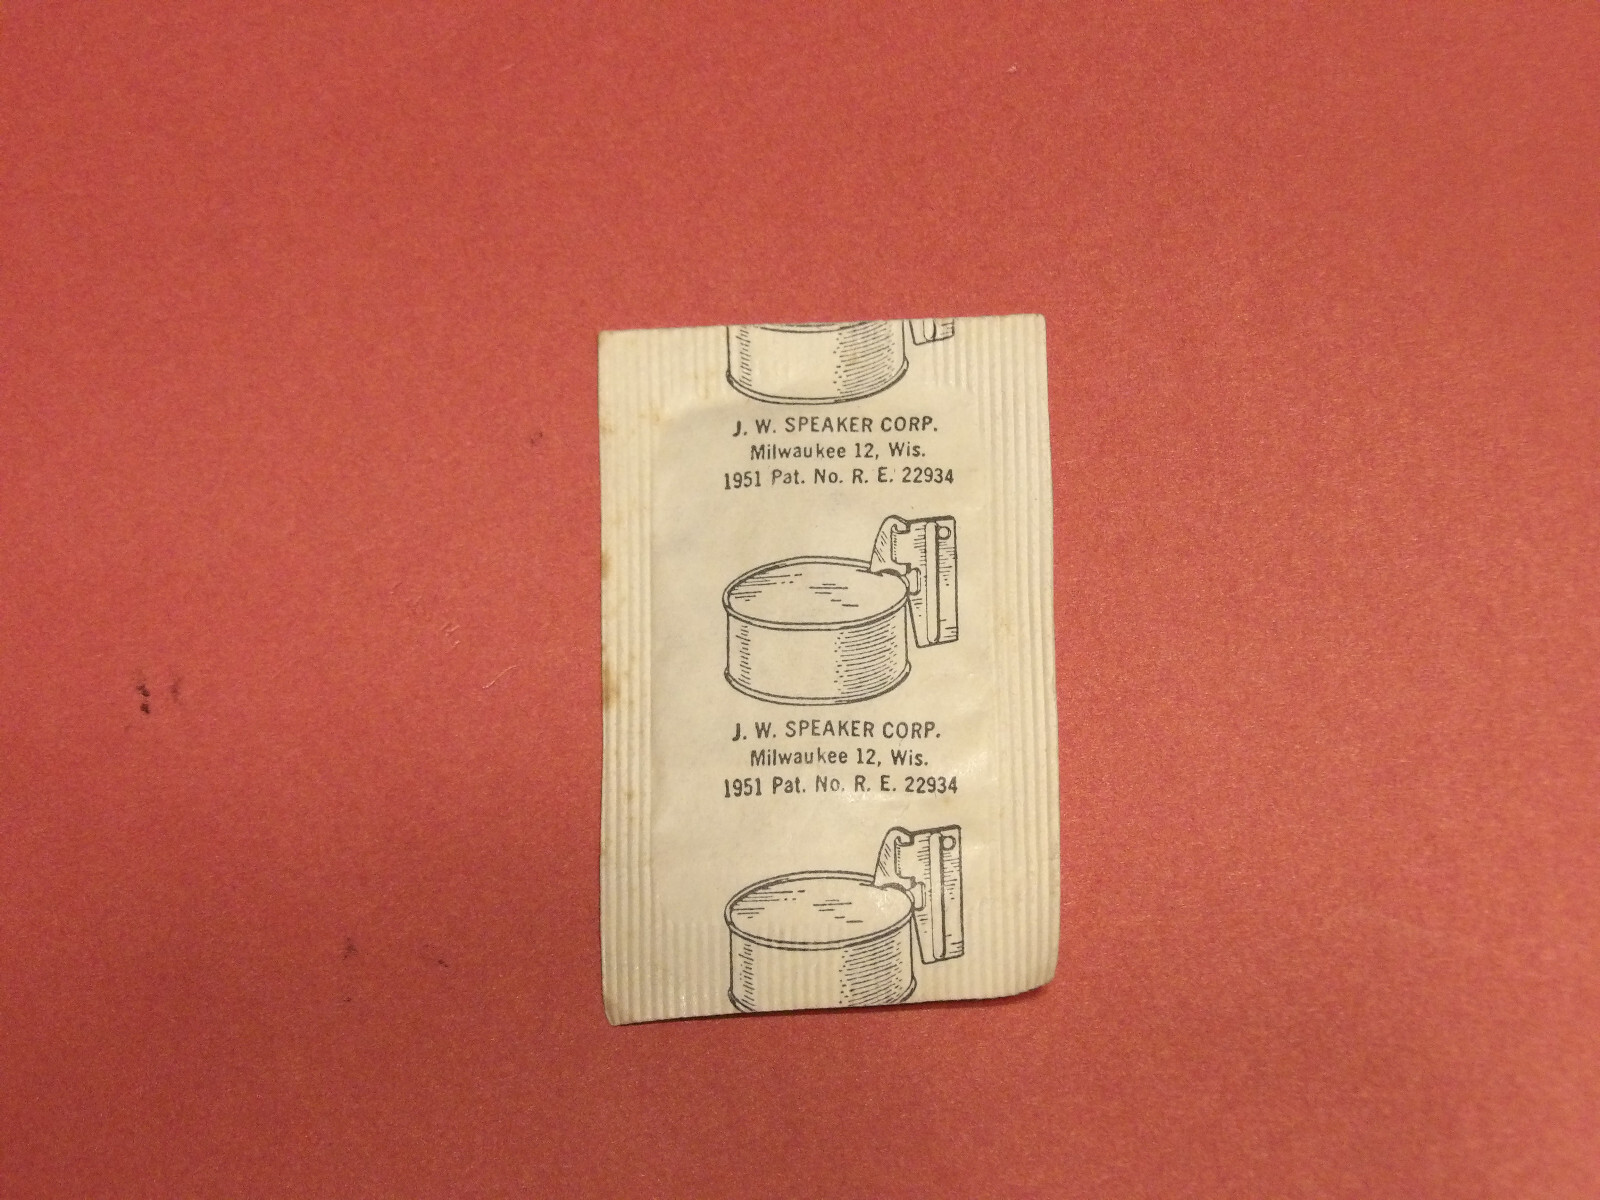 J. W. SPEAKER CORP.
Milwaukee 12, Wis.
1951 Pat. No. R. E. 22934
J. W. SPEAKER CORP.
Milwaukee 12, Wis.
1951 Pat. No. R. E. 22934